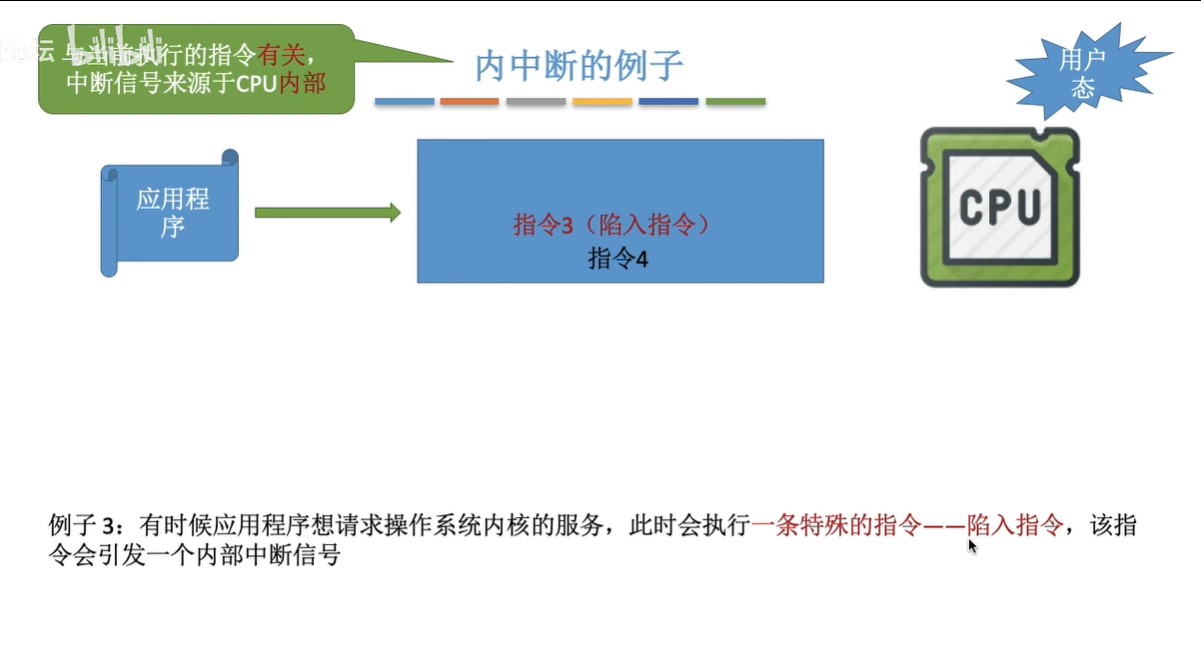 与当前执行的指令有关，
中断信号来源于CPU内部
内中断的例子
用户
态
应用程
序
指令3（陷入指令）
指令4
CPU
例子 3：有时候应用程序想请求操作系统内核的服务，此时会执行一条特殊的指令——陷入指令，该指
令会引发一个内部中断信号